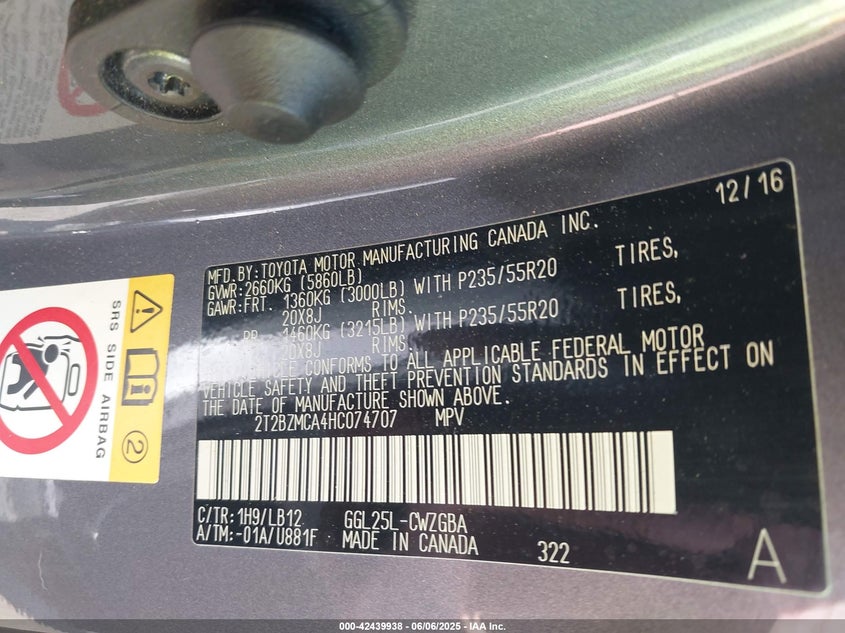 12/16
MFD.BY:TOYOTA MOTOR MANUFACTURING CANADA INC.
GVWR:2660KG (5860LB)
GAWR:FRT. 1360KG (3000LB) WITH P235/55R20 TIRES,
20X8J RIMS.
RR. 1460KG (3215LB) WITH P235/55R20 TIRES,
20X8J RIMS.
VEHICLE CONFORMS TO ALL APPLICABLE FEDERAL MOTOR
VEHICLE SAFETY AND THEFT PREVENTION STANDARDS IN EFFECT ON
THE DATE OF MANUFACTURE SHOWN ABOVE.
2T2BZMCA4HC074707 MPV
C/TR:1H9/LB12 GGL25L-CWZGBA
A/TM:-01A/U881F MADE IN CANADA 322
A
SRS SIDE AIRBAG
2
000-42439938 - 06/06/2025 - IAA Inc.